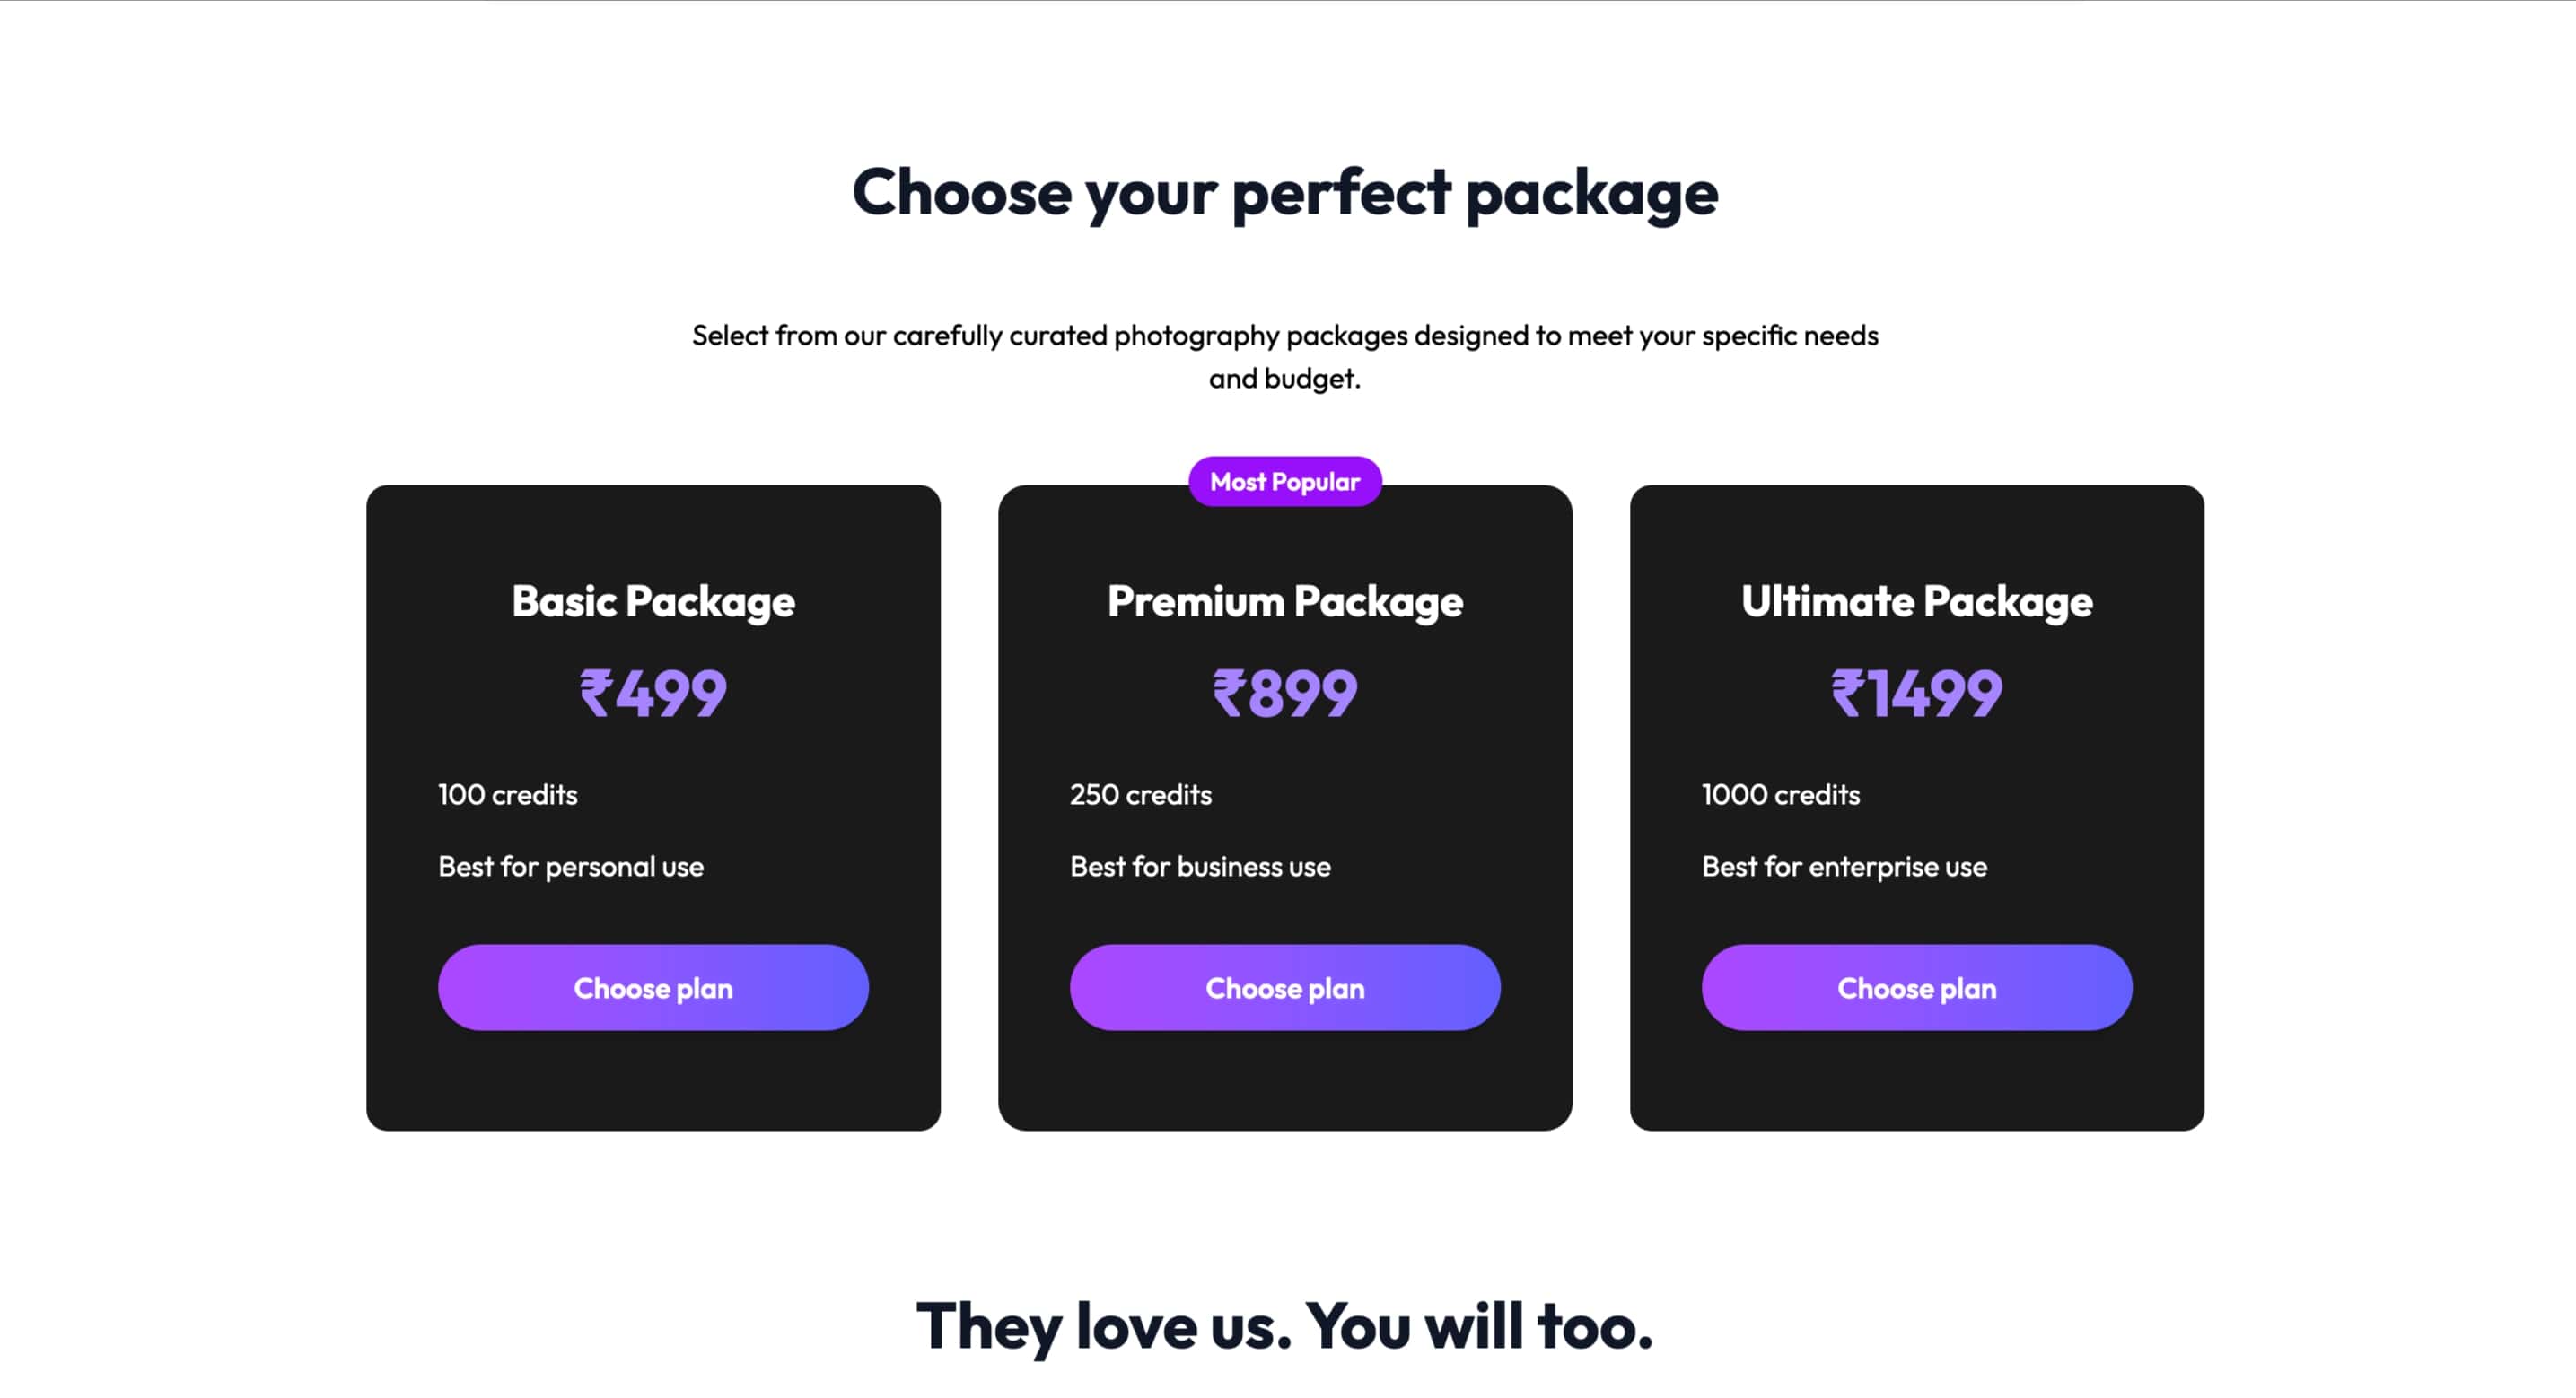 Choose your perfect package
Select from our carefully curated photography packages designed to meet your specific needs
and budget.
Most Popular
Basic Package
₹499
100 credits
Best for personal use
Choose plan
Premium Package
₹899
250 credits
Best for business use
Choose plan
Ultimate Package
₹1499
1000 credits
Best for enterprise use
Choose plan
They love us. You will too.